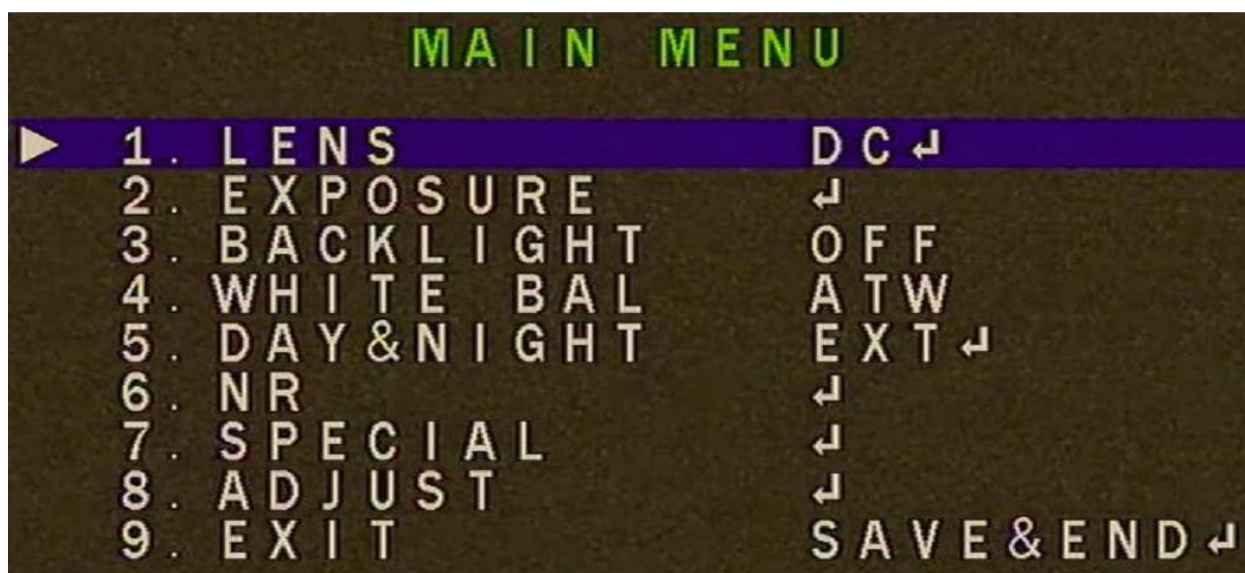 MAIN MENU
▶ 1. LENS DC↲
2. EXPOSURE ↲
3. BACKLIGHT OFF
4. WHITE BAL ATW
5. DAY&NIGHT EXT↲
6. NR ↲
7. SPECIAL ↲
8. ADJUST ↲
9. EXIT SAVE&END↲